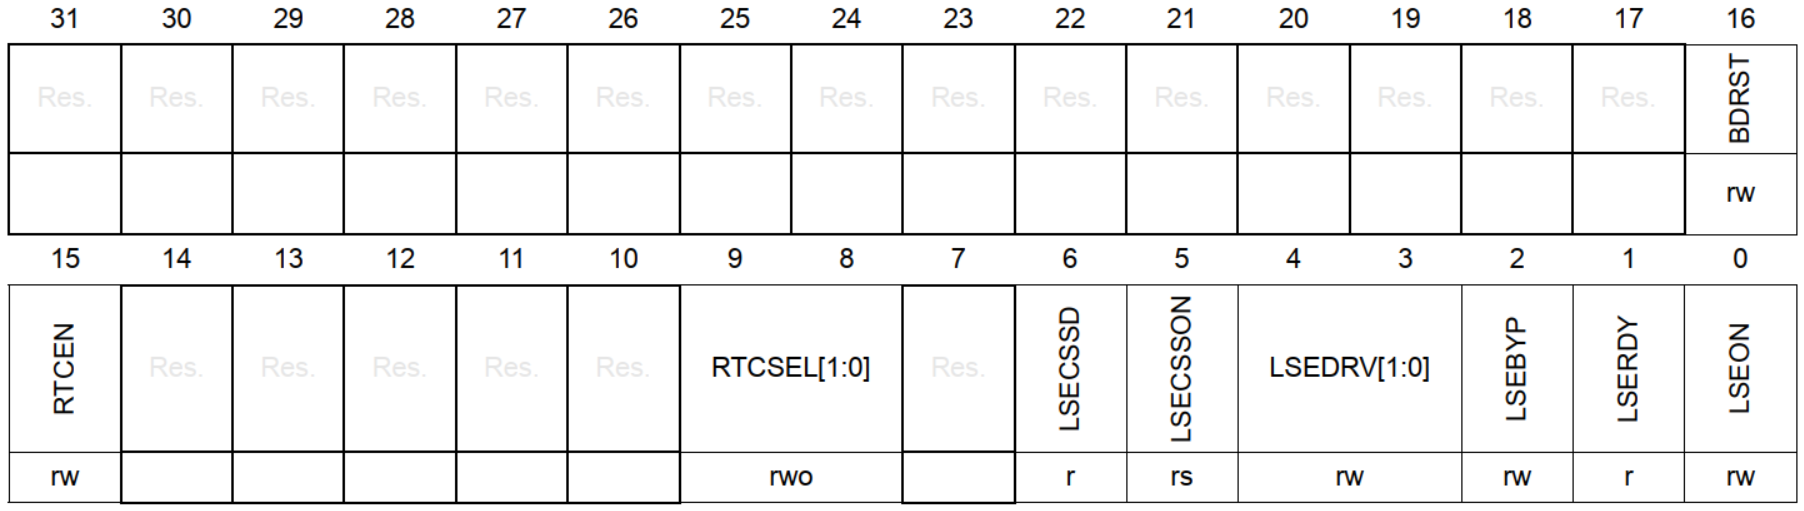 31 30 29 28 27 26 25 24 23 22 21 20 19 18 17 16
Res. Res. Res. Res. Res. Res. Res. Res. Res. Res. Res. Res. Res. Res. Res. BDRST
rw
15 14 13 12 11 10 9 8 7 6 5 4 3 2 1 0
RTCEN Res. Res. Res. Res. Res. RTCSEL[1:0] Res. LSECSSD LSECSSON LSEDRV[1:0] LSEBYP LSERDY LSEON
rw rwo r rs rw rw r rw